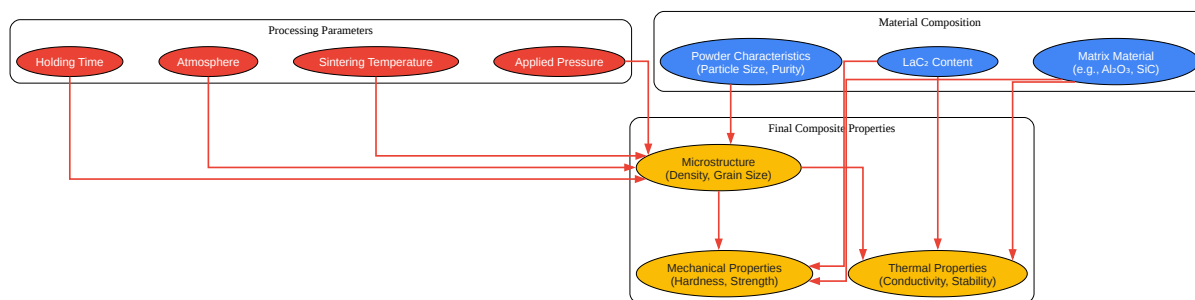 Processing Parameters
Holding Time
Atmosphere
Sintering Temperature
Applied Pressure
Material Composition
Powder Characteristics
(Particle Size, Purity)
LaC₂ Content
Matrix Material
(e.g., Al₂O₃, SiC)
Final Composite Properties
Microstructure
(Density, Grain Size)
Mechanical Properties
(Hardness, Strength)
Thermal Properties
(Conductivity, Stability)